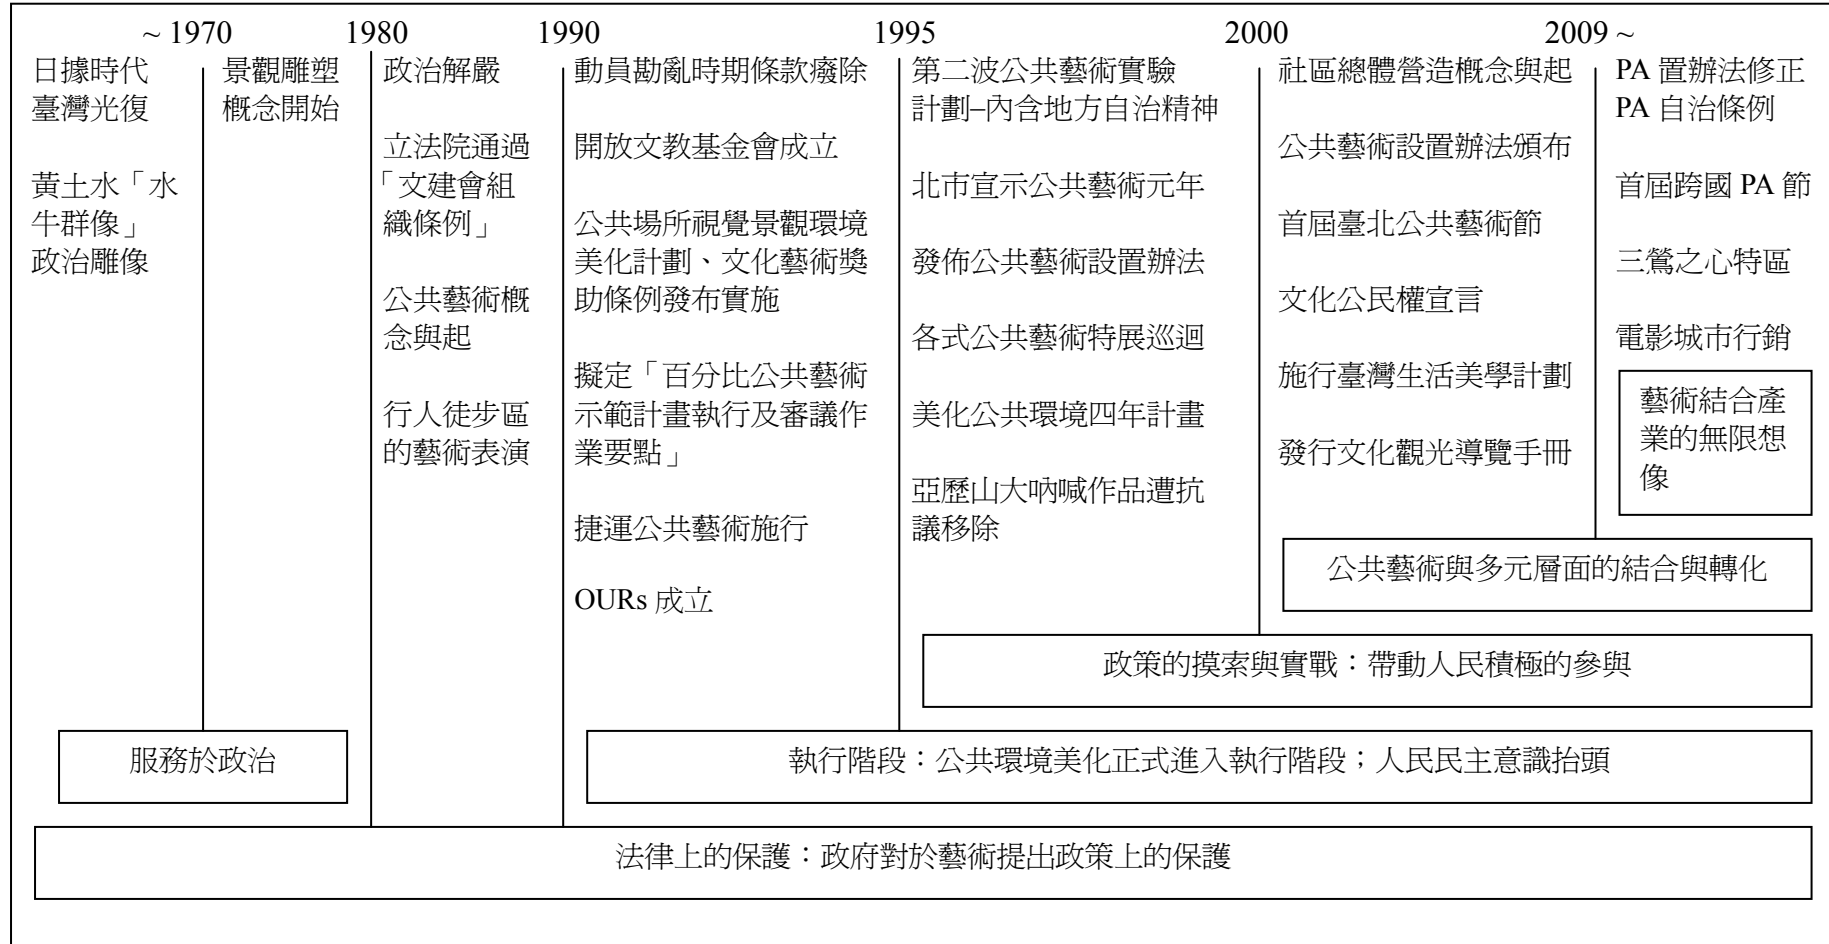 ~ 1970
1980
1990
1995
2000
2009 ~
日據時代
臺灣光復
黃土水「水
牛群像」
政治雕像
景觀雕塑
概念開始
政治解嚴
立法院通過
「文建會組
織條例」
公共藝術概
念與起
行人徒步區
的藝術表演
動員勘亂時期條款廢除
開放文教基金會成立
公共場所視覺景觀環境
美化計劃、文化藝術獎
助條例發布實施
擬定「百分比公共藝術
示範計畫執行及審議作
業要點」
捷運公共藝術施行
OURs 成立
第二波公共藝術實驗
計劃–內含地方自治精神
北市宣示公共藝術元年
發佈公共藝術設置辦法
各式公共藝術特展巡迴
美化公共環境四年計畫
亞歷山大吶喊作品遭抗
議移除
社區總體營造概念與起
公共藝術設置辦法頒布
首屆臺北公共藝術節
文化公民權宣言
施行臺灣生活美學計劃
發行文化觀光導覽手冊
PA 置辦法修正
PA 自治條例
首屆跨國 PA 節
三鶯之心特區
電影城市行銷
藝術結合產
業的無限想
像
公共藝術與多元層面的結合與轉化
政策的摸索與實戰：帶動人民積極的參與
服務於政治
執行階段：公共環境美化正式進入執行階段；人民民主意識抬頭
法律上的保護：政府對於藝術提出政策上的保護